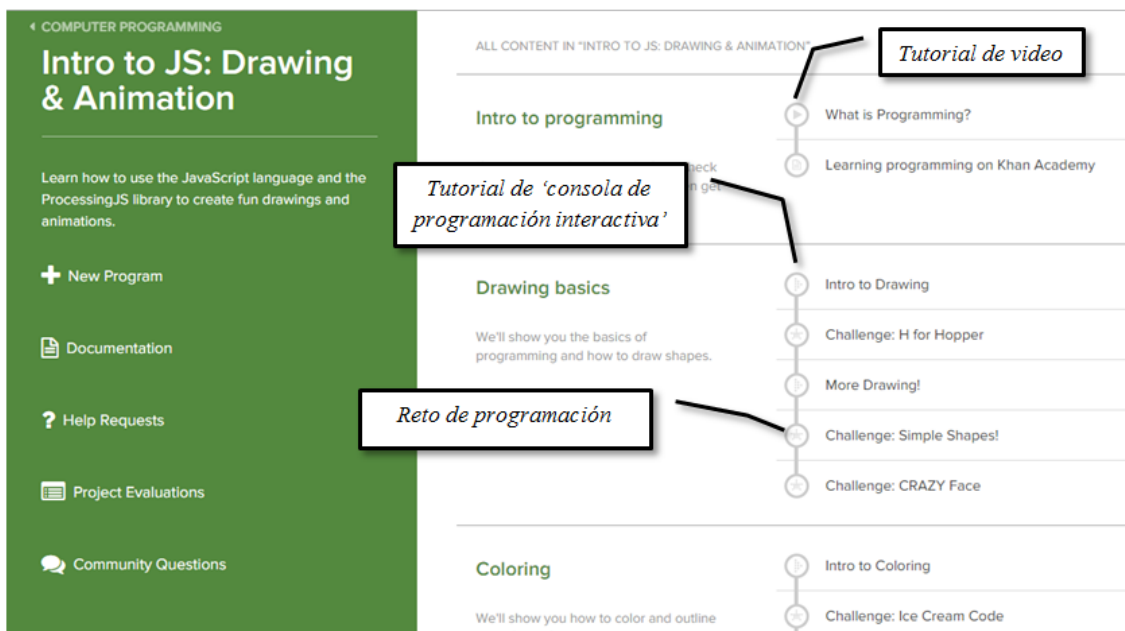 COMPUTER PROGRAMMING
Intro to JS: Drawing
& Animation
Learn how to use the JavaScript language and the
ProcessingJS library to create fun drawings and
animations.
New Program
Documentation
? Help Requests
Project Evaluations
Community Questions
ALL CONTENT IN "INTRO TO JS: DRAWING & ANIMATION"
Tutorial de video
Intro to programming
What is Programming?
Learning programming on Khan Academy
get
Tutorial de ‘consola de
programación interactiva’
Drawing basics
We'll show you the basics of
programming and how to draw shapes.
Intro to Drawing
Challenge: H for Hopper
More Drawing!
Challenge: Simple Shapes!
Challenge: CRAZY Face
Reto de programación
Coloring
We'll show you how to color and outline
Intro to Coloring
Challenge: Ice Cream Code